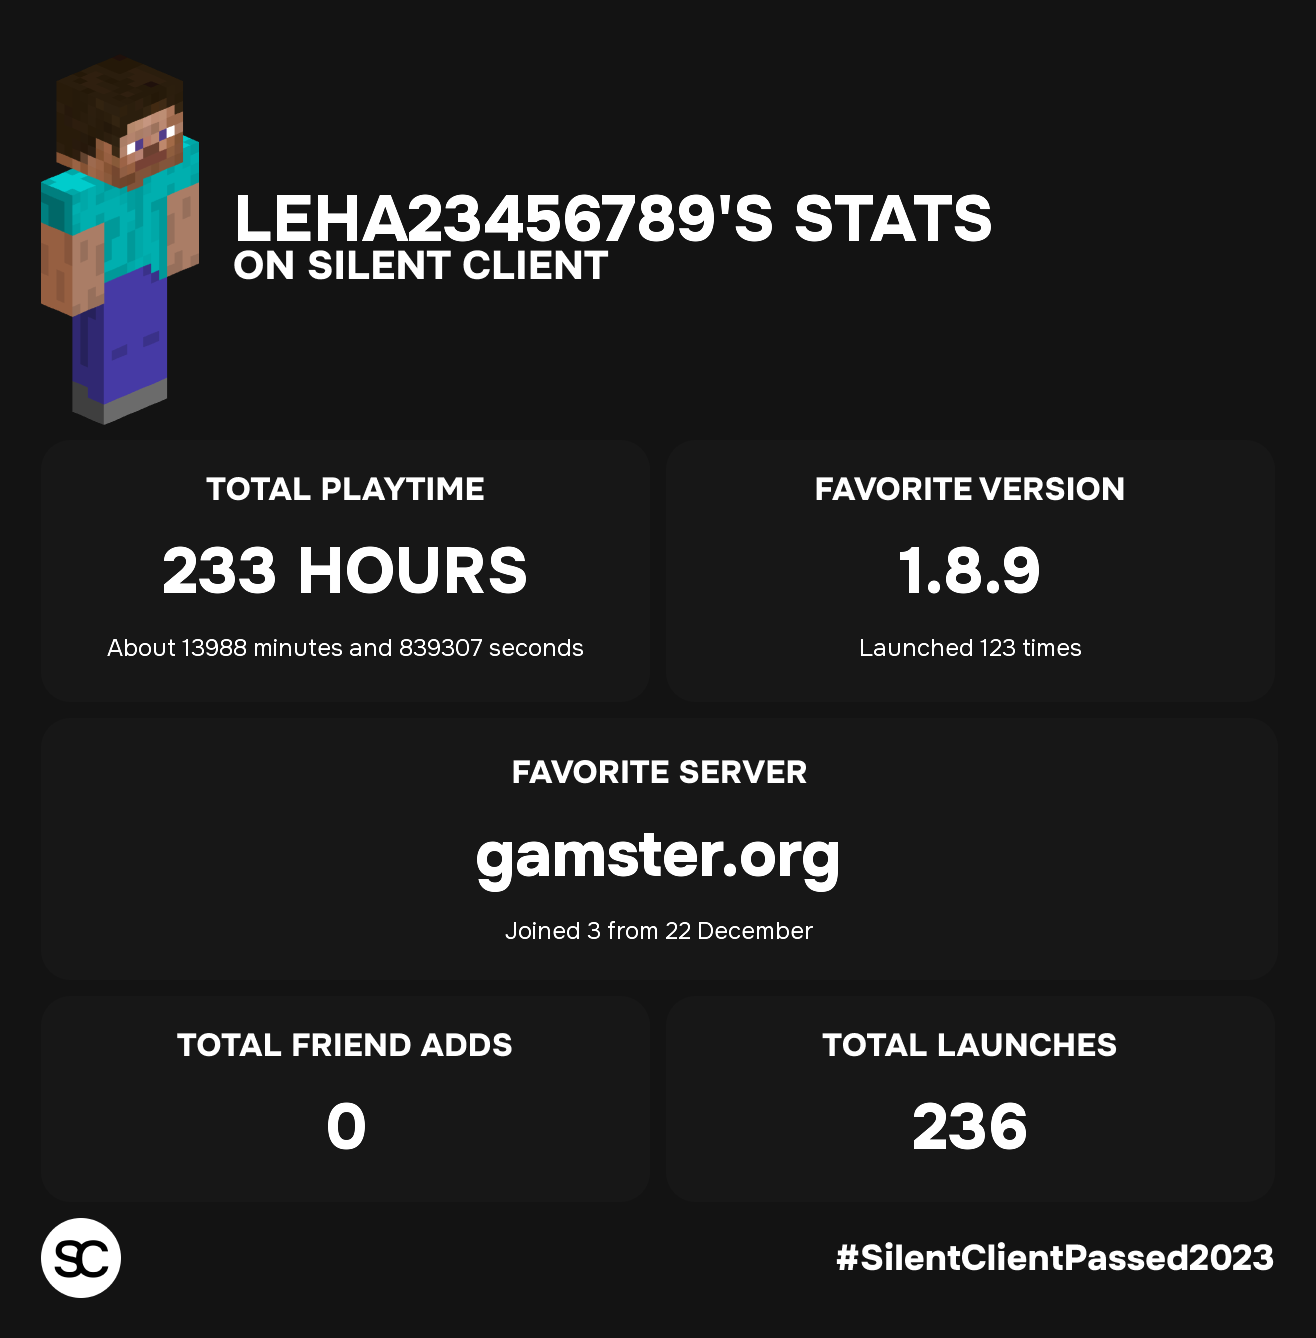 LEHA23456789'S STATS
ON SILENT CLIENT
TOTAL PLAYTIME
233 HOURS
About 13988 minutes and 839307 seconds
FAVORITE VERSION
1.8.9
Launched 123 times
FAVORITE SERVER
gamster.org
Joined 3 from 22 December
TOTAL FRIEND ADDS
0
TOTAL LAUNCHES
236
SC
#SilentClientPassed2023